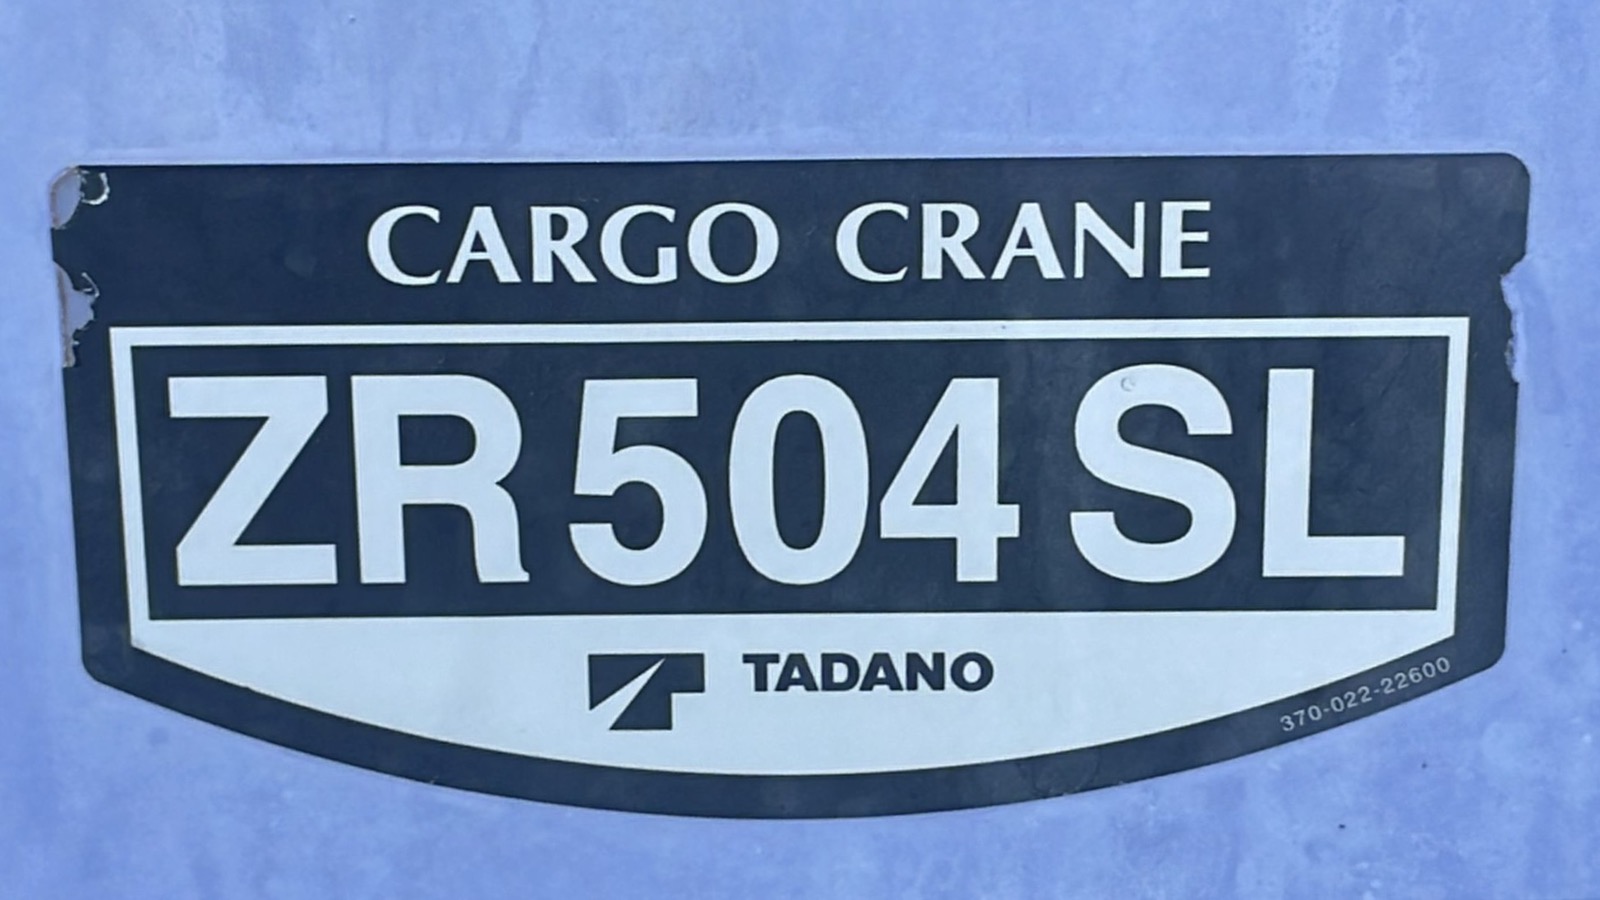 CARGO CRANE
ZR504SL
TADANO
370-022-22600